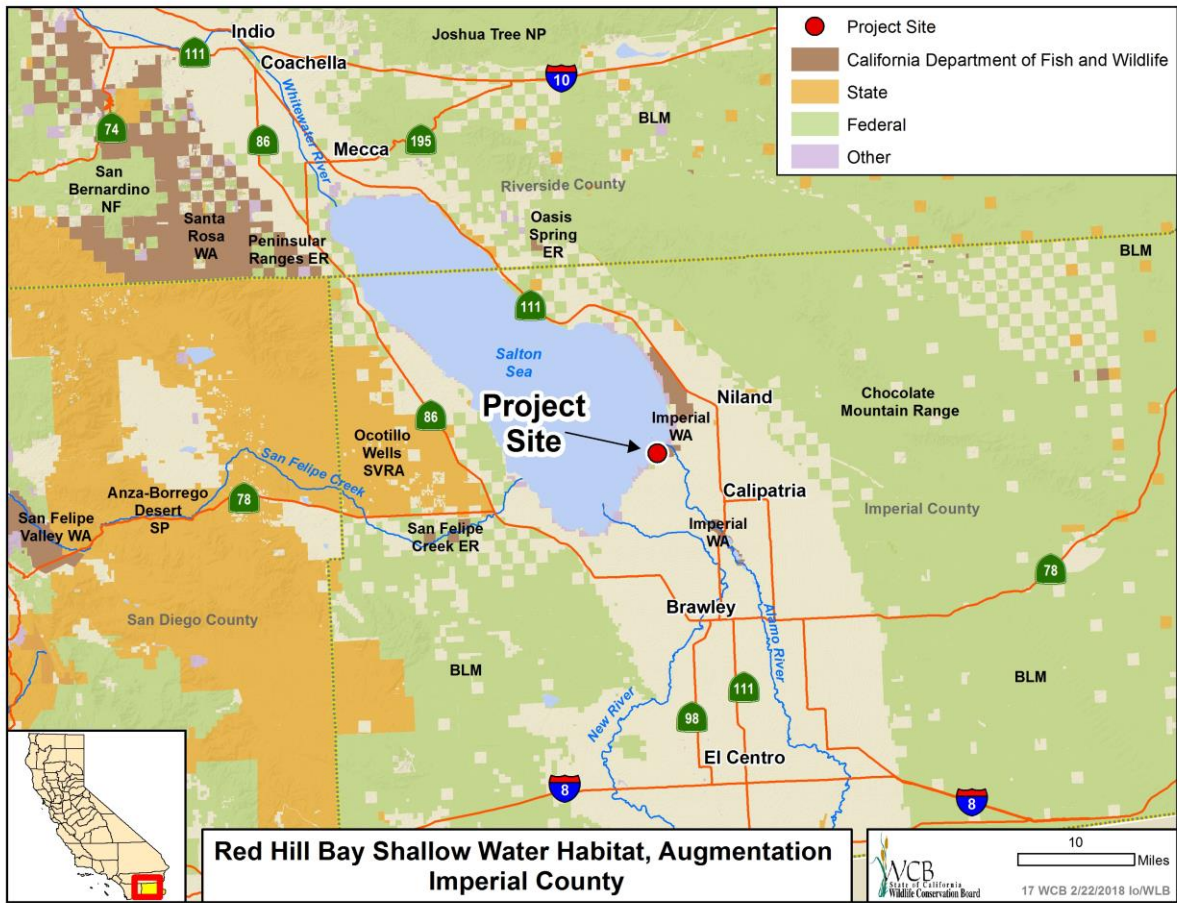 Indio
111
Coachella
Joshua Tree NP
10
Project Site
California Department of Fish and Wildlife
State
Federal
Other
Whitewater River
74
86
Mecca
195
BLM
San
Bernardino
NF
Riverside County
Santa
Rosa
WA
Peninsular
Ranges ER
Oasis
Spring
ER
BLM
111
Salton
Sea
Project
Site
Niland
Imperial
WA
Chocolate
Mountain Range
86
Ocotillo
Wells
SVRA
San Felipe Creek
Anza-Borrego
Desert
SP
78
San Felipe
Valley WA
San Felipe
Creek ER
Calipatria
Imperial
WA
Imperial County
78
San Diego County
Brawley
Alamo River
BLM
BLM
New River
111
98
El Centro
8
8
Red Hill Bay Shallow Water Habitat, Augmentation
Imperial County
WCB
State of California
Wildlife Conservation Board
10
Miles
17 WCB 2/22/2018 lo/WLB